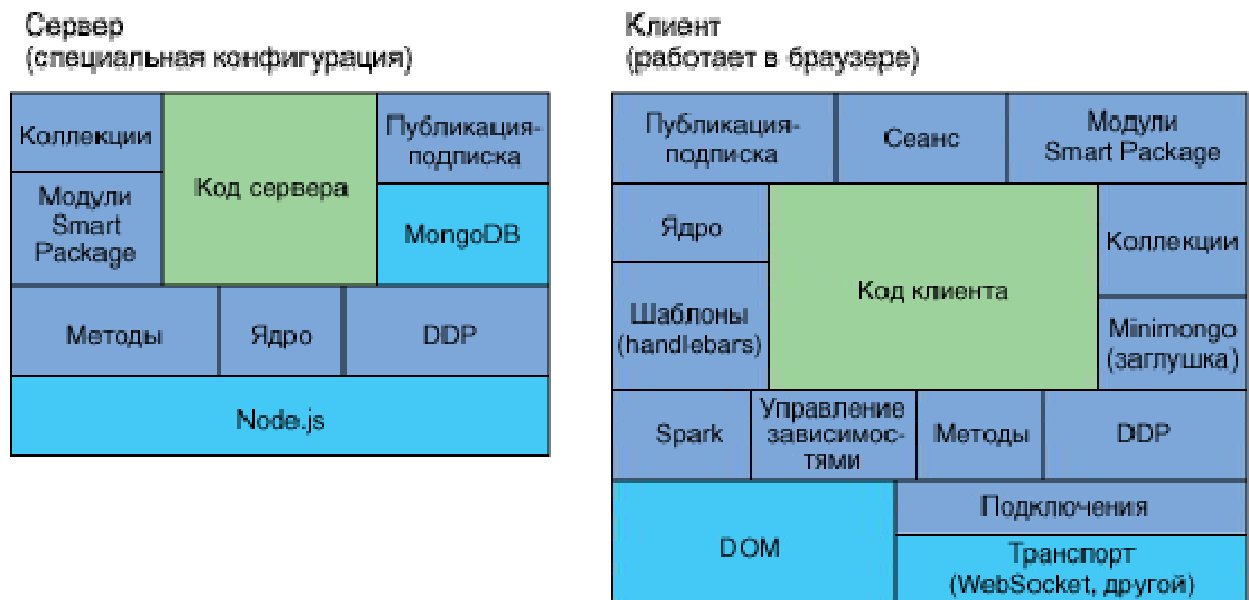 Сервер
(специальная конфигурация)
Коллекции
Код сервера
Публикация-
подписка
Модули
Smart
Package
MongoDB
Методы
Ядро
DDP
Node.js
Клиент
(работает в браузере)
Публикация-
подписка
Сеанс
Модули
Smart Package
Ядро
Код клиента
Коллекции
Шаблоны
(handlebars)
Minimongo
(заглушка)
Spark
Управление
зависимос-
тями
Методы
DDP
DOM
Подключения
Транспорт
(WebSocket, другой)